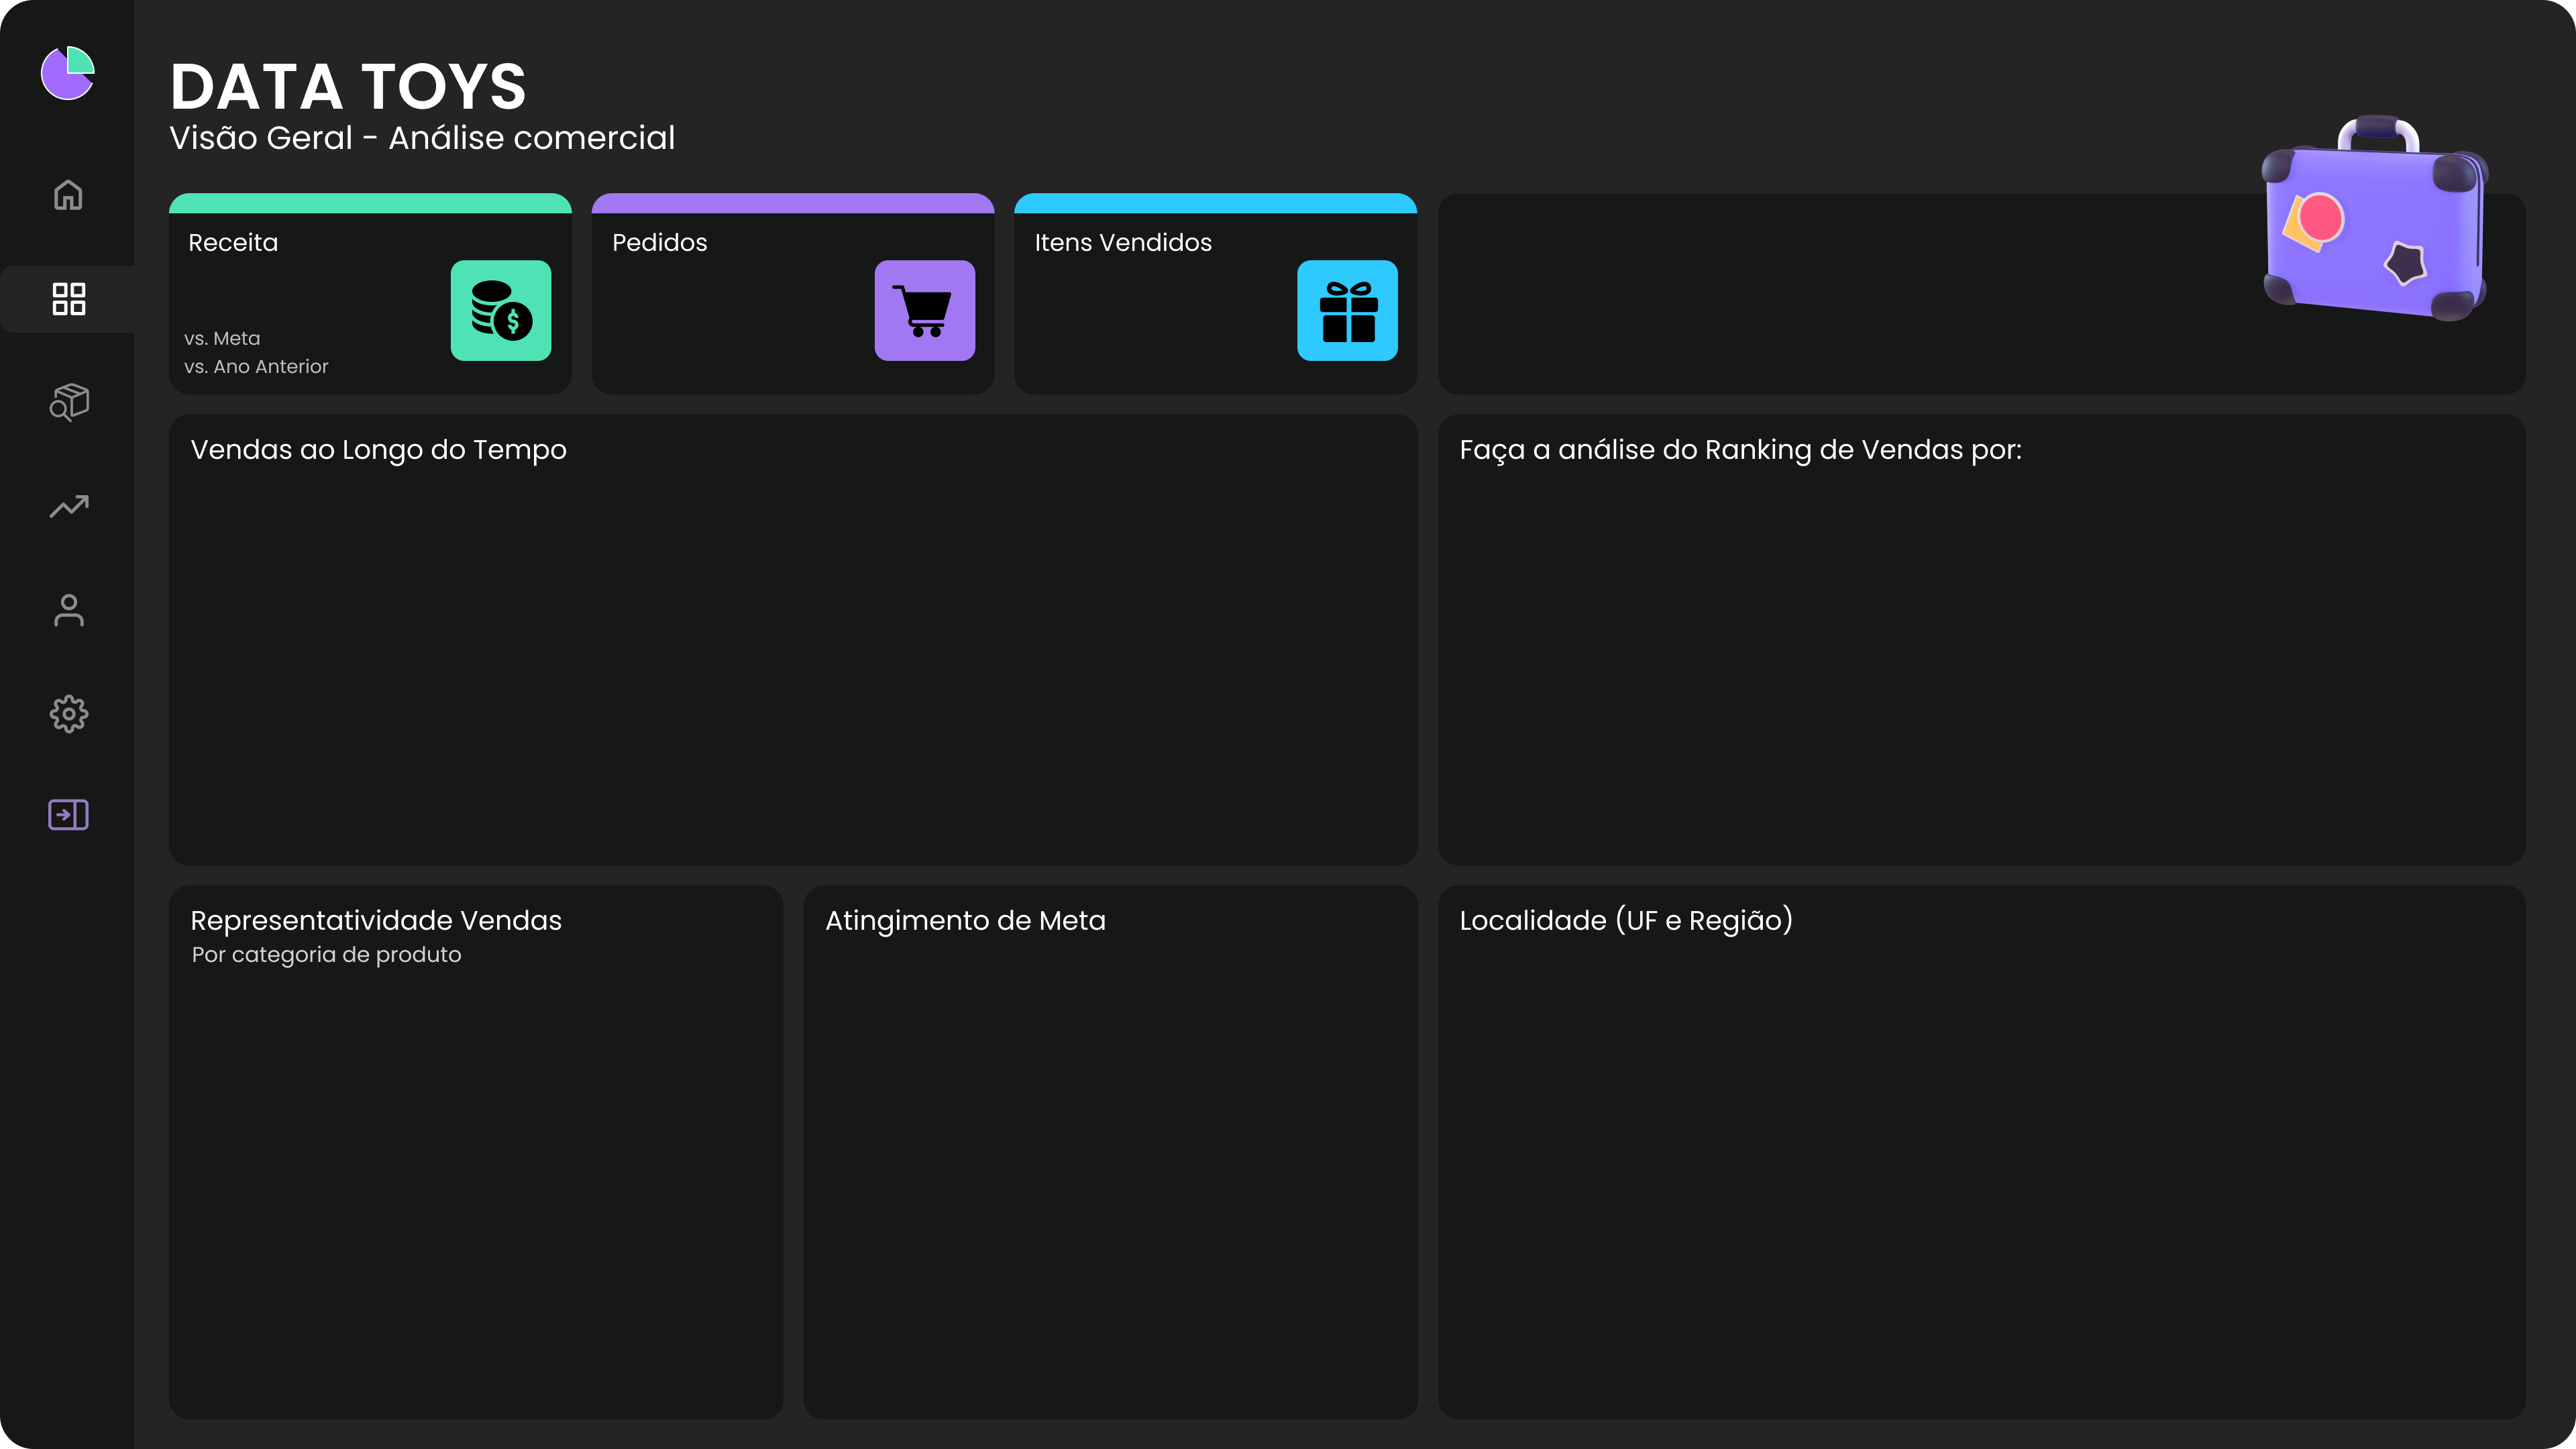 DATA TOYS
Visão Geral - Análise comercial
Receita
vs. Meta
vs. Ano Anterior
Pedidos
Itens Vendidos
Vendas ao Longo do Tempo
Faça a análise do Ranking de Vendas por:
Representatividade Vendas
Por categoria de produto
Atingimento de Meta
Localidade (UF e Região)